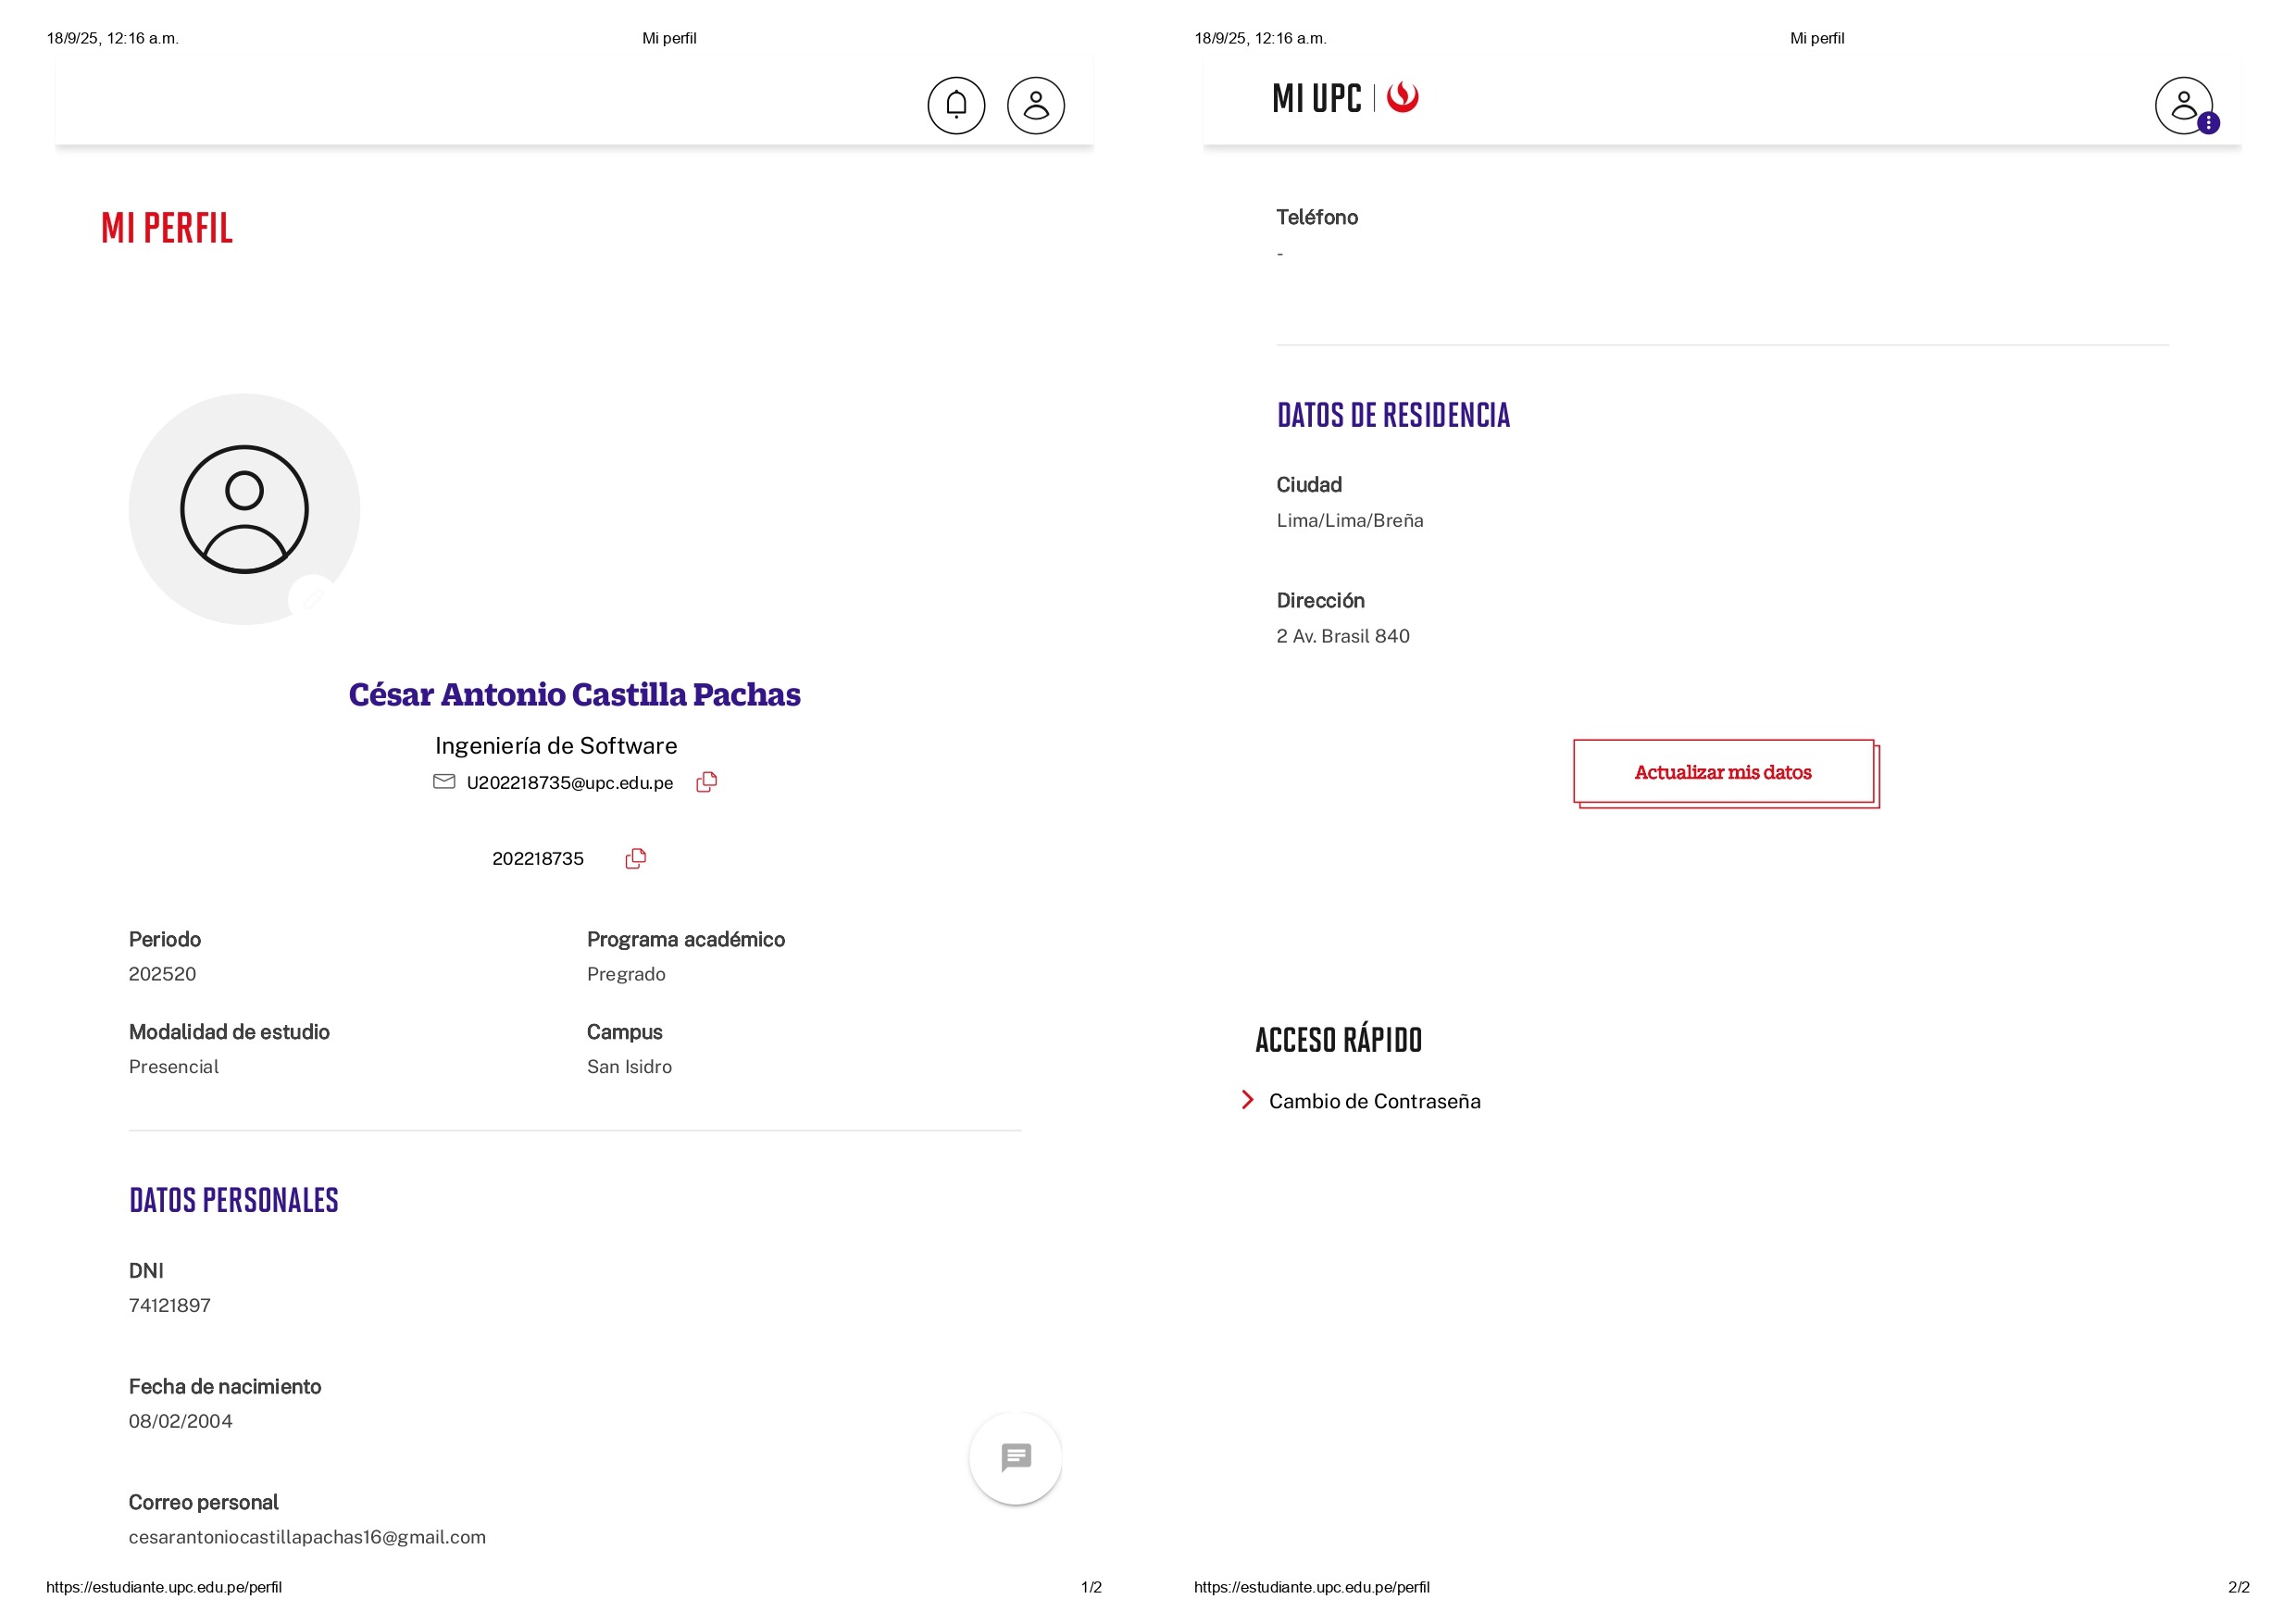 18/9/25, 12:16 a.m.
Mi perfil
MI PERFIL
César Antonio Castilla Pachas
Ingeniería de Software
U202218735@upc.edu.pe
202218735
Periodo
202520
Programa académico
Pregrado
Modalidad de estudio
Presencial
Campus
San Isidro
DATOS PERSONALES
DNI
74121897
Fecha de nacimiento
08/02/2004
Correo personal
cesarantoniocastillapachas16@gmail.com
https://estudiante.upc.edu.pe/perfil
1/2
18/9/25, 12:16 a.m.
Mi perfil
MI UPC
Teléfono
-
DATOS DE RESIDENCIA
Ciudad
Lima/Lima/Breña
Dirección
2 Av. Brasil 840
Actualizar mis datos
ACCESO RÁPIDO
Cambio de Contraseña
https://estudiante.upc.edu.pe/perfil
2/2